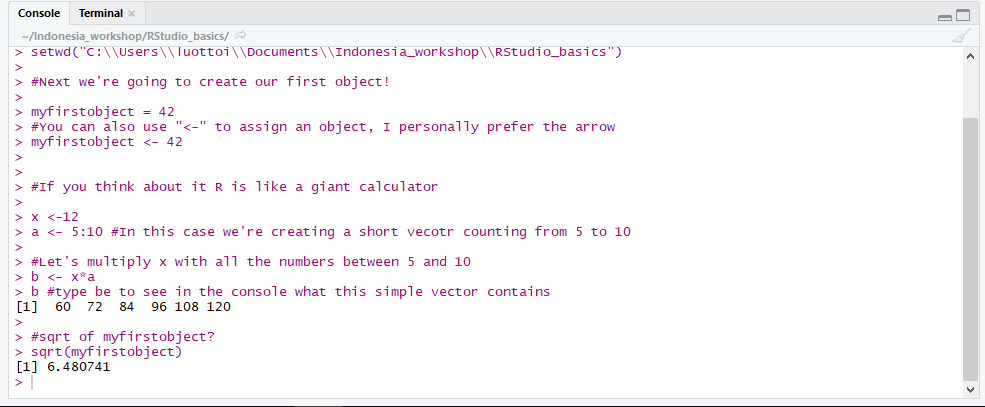 Console Terminal ×
~/Indonesia_workshop/RStudio_basics/
> setwd("C:\\Users\\Tuottoi\\Documents\\Indonesia_workshop\\RStudio_basics")
>
> #Next we're going to create our first object!
>
> myfirstobject = 42
> #You can also use "<-" to assign an object, I personally prefer the arrow
> myfirstobject <- 42
>
>
> #If you think about it R is like a giant calculator
>
> x <-12
> a <- 5:10 #In this case we're creating a short vecotr counting from 5 to 10
>
> #Let's multiply x with all the numbers between 5 and 10
> b <- x*a
> b #type be to see in the console what this simple vector contains
[1]  60  72  84  96 108 120
>
> #sqrt of myfirstobject?
> sqrt(myfirstobject)
[1] 6.480741
>